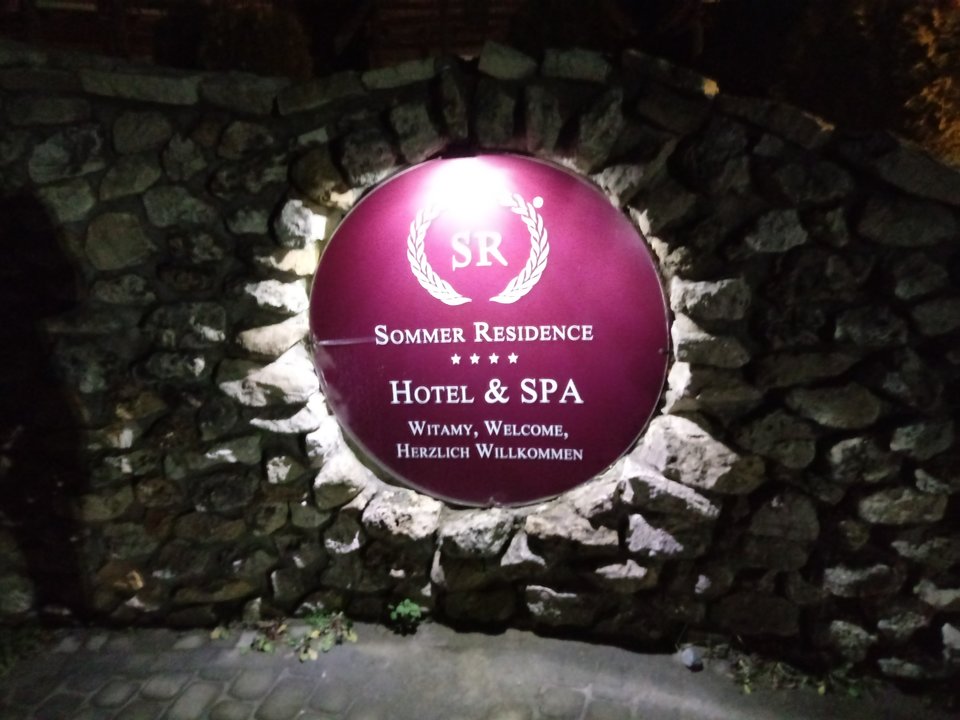 SR
SOMMER RESIDENCE
HOTEL & SPA
WITAMY, WELCOME,
HERZLICH WILLKOMMEN